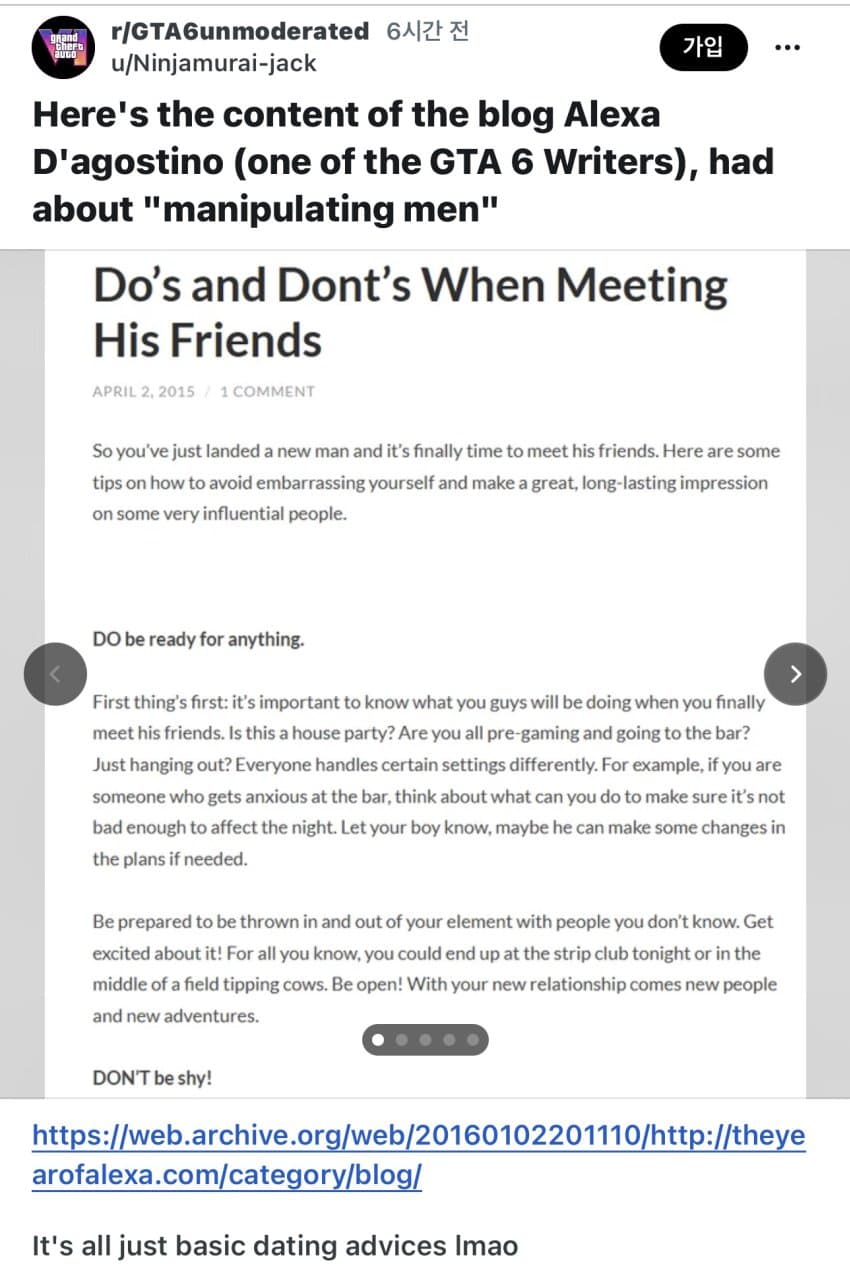 r/GTA6unmoderated 6시간 전
u/Ninjamurai-jack
가입
grand
theft
auto
VI
Here's the content of the blog Alexa
D'agostino (one of the GTA 6 Writers), had
about "manipulating men"
Do's and Dont's When Meeting
His Friends
APRIL 2, 2015 / 1 COMMENT
So you've just landed a new man and it's finally time to meet his friends. Here are some
tips on how to avoid embarrassing yourself and make a great, long-lasting impression
on some very influential people.
DO be ready for anything.
First thing's first: it's important to know what you guys will be doing when you finally
meet his friends. Is this a house party? Are you all pre-gaming and going to the bar?
Just hanging out? Everyone handles certain settings differently. For example, if you are
someone who gets anxious at the bar, think about what can you do to make sure it's not
bad enough to affect the night. Let your boy know, maybe he can make some changes in
the plans if needed.
Be prepared to be thrown in and out of your element with people you don't know. Get
excited about it! For all you know, you could end up at the strip club tonight or in the
middle of a field tipping cows. Be open! With your new relationship comes new people
and new adventures.
DON'T be shy!
https://web.archive.org/web/20160102201110/http://theye
arofalexa.com/category/blog/
It's all just basic dating advices lmao